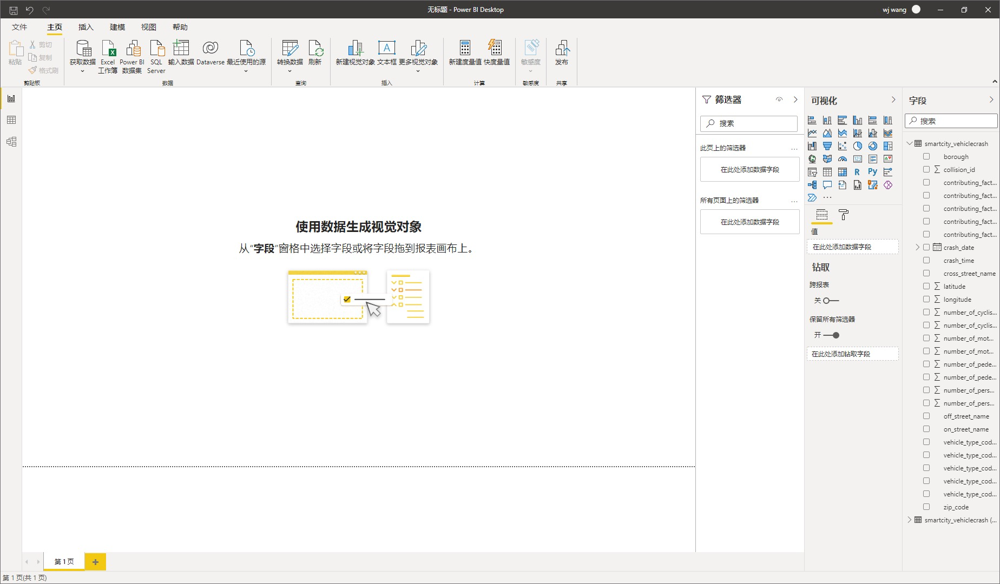 无标题 - Power BI Desktop
wj wang
文件 主页 插入 建模 视图 帮助
粘贴
剪切
复制
格式刷
剪贴板
获取数据
Excel
工作簿
Power BI
数据集
SQL
Server
输入数据
Dataverse
最近使用的源
数据
转换数据
刷新
查询
新建视觉对象
A
文本框
更多视觉对象
插入
新建度量值
快度量值
计算
敏感度
敏感度
发布
共享
使用数据生成视觉对象
从“字段”窗格中选择字段或将字段拖到报表画布上。
筛选器
搜索
此页上的筛选器
...
在此处添加数据字段
所有页面上的筛选器
...
在此处添加数据字段
可视化
123
R
Py
...
值
在此处添加数据字段
钻取
跨报表
关
保留所有筛选器
开
在此处添加钻取字段
字段
搜索
smartcity_vehiclecrash
borough
∑ collision_id
contributing_fact...
contributing_fact...
contributing_fact...
contributing_fact...
contributing_fact...
crash_date
crash_time
cross_street_name
∑ latitude
∑ longitude
∑ number_of_cyclis...
∑ number_of_cyclis...
∑ number_of_mot...
∑ number_of_mot...
∑ number_of_pede...
∑ number_of_pede...
∑ number_of_pers...
∑ number_of_pers...
off_street_name
on_street_name
vehicle_type_cod...
vehicle_type_cod...
vehicle_type_cod...
vehicle_type_cod...
vehicle_type_cod...
zip_code
smartcity_vehiclecrash (...
第 1 页
+
第 1 页(共 1 页)